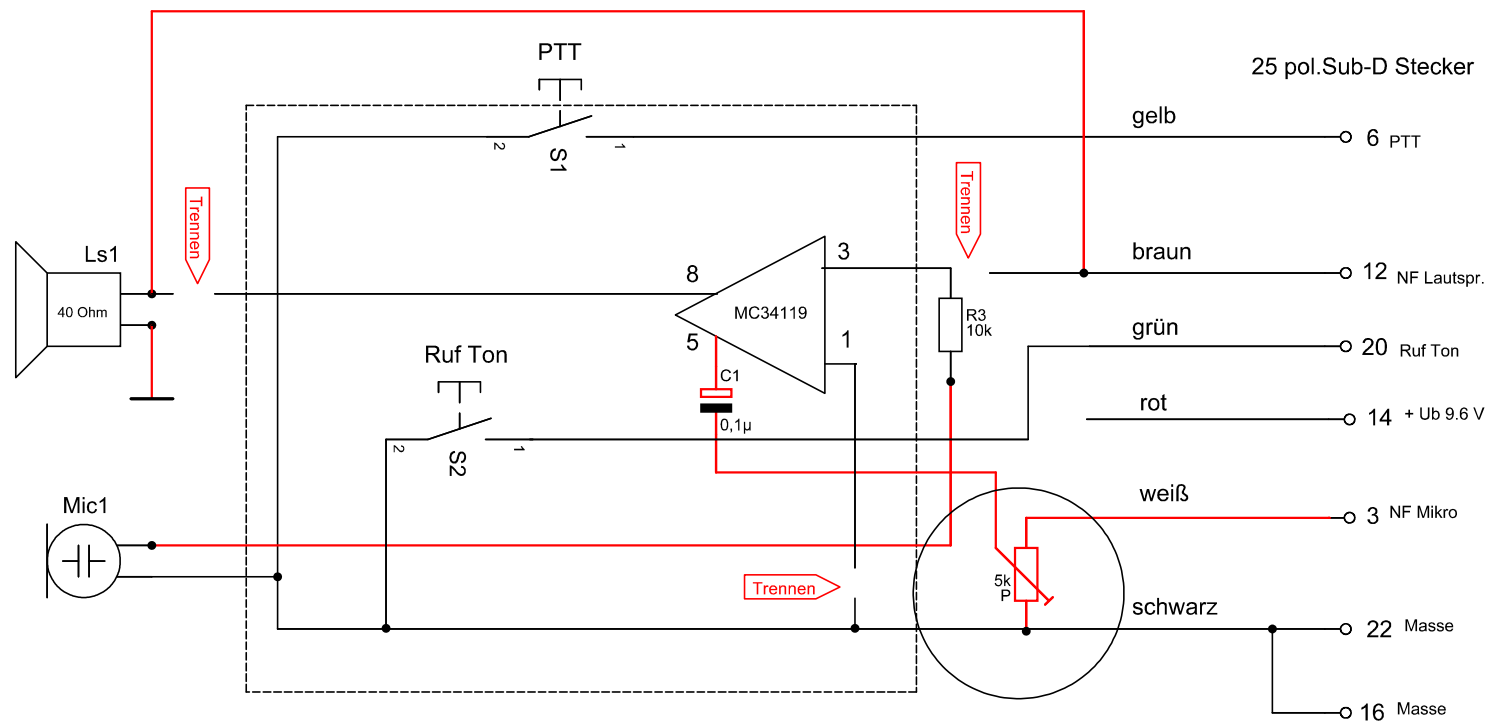 PTT
25 pol.Sub-D Stecker
gelb
6 PTT
2
S1
1
Trennen
Trennen
Ls1
40 Ohm
8
3
braun
12 NF Lautspr.
MC34119
R3
10k
5
1
grün
20 Ruf Ton
Ruf Ton
C1
0,1µ
rot
14 + Ub 9.6 V
2
S2
1
Mic1
weiß
3 NF Mikro
Trennen
5k
P
schwarz
22 Masse
16 Masse